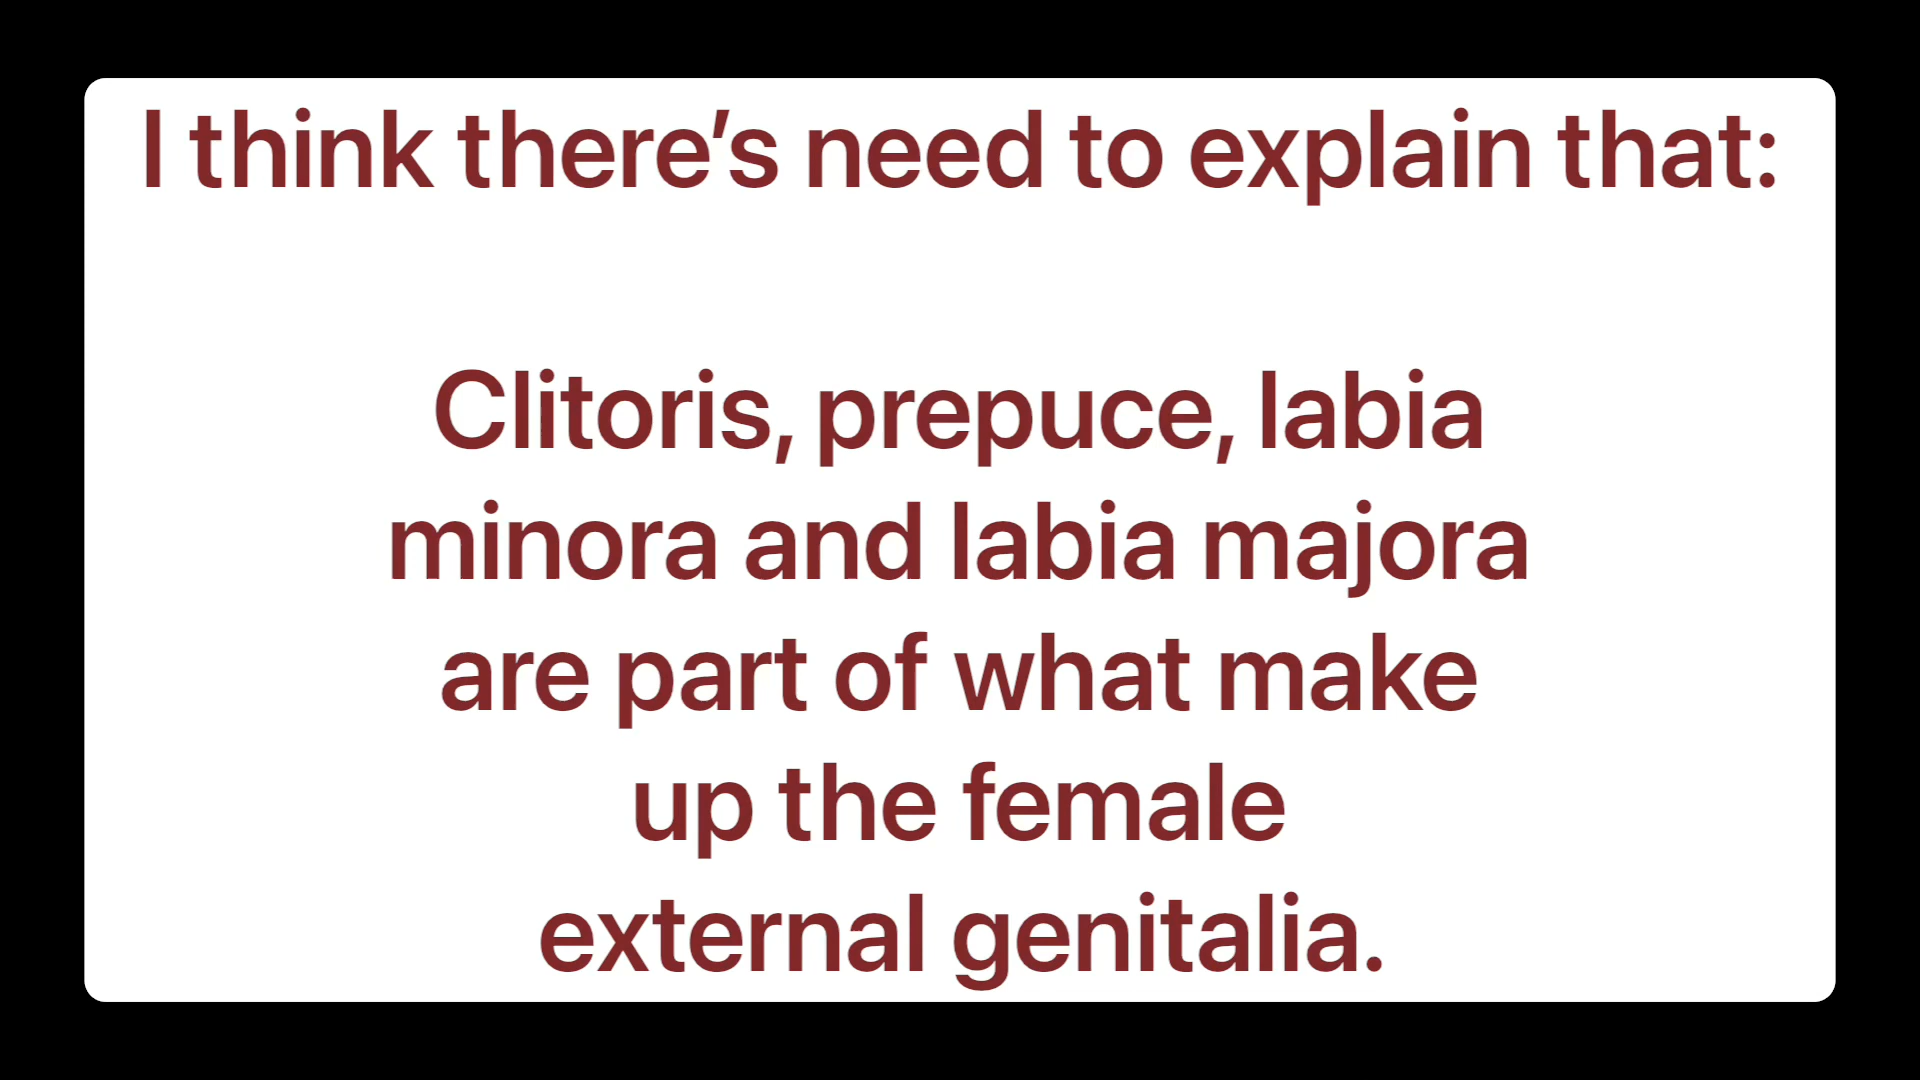 I think there’s need to explain that:
Clitoris, prepuce, labia
minora and labia majora
are part of what make
up the female
external genitalia.